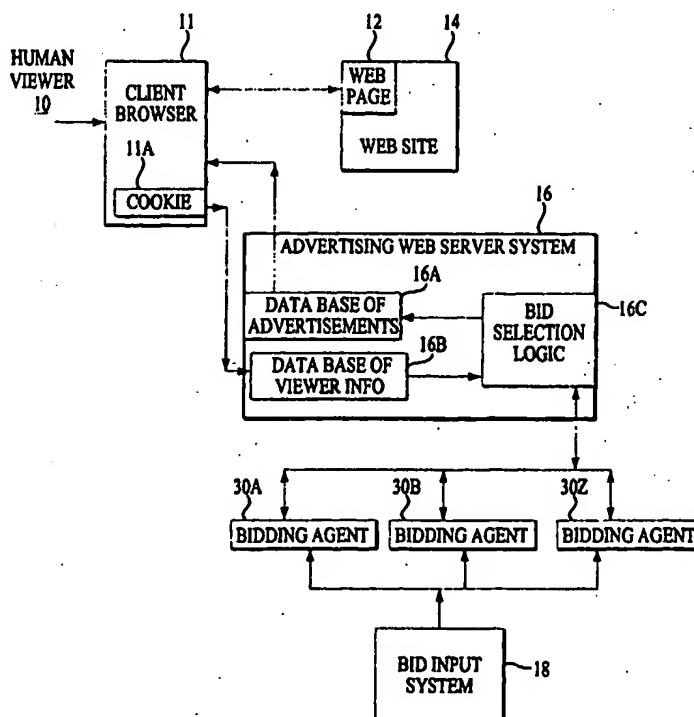 11
12
14
HUMAN
VIEWER
10
CLIENT
BROWSER
WEB
PAGE
WEB SITE
11A
COOKIE
16
ADVERTISING WEB SERVER SYSTEM
16A
DATA BASE OF
ADVERTISEMENTS
BID
SELECTION
LOGIC
16C
16B
DATA BASE OF
VIEWER INFO
30A
30B
30Z
BIDDING AGENT
BIDDING AGENT
BIDDING AGENT
BID INPUT
SYSTEM
18